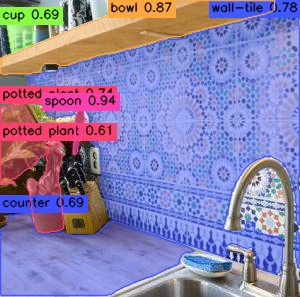 cup 0.69
bowl 0.87
wall-tile 0.78
potted plant 0.74
spoon 0.94
potted plant 0.61
counter 0.69